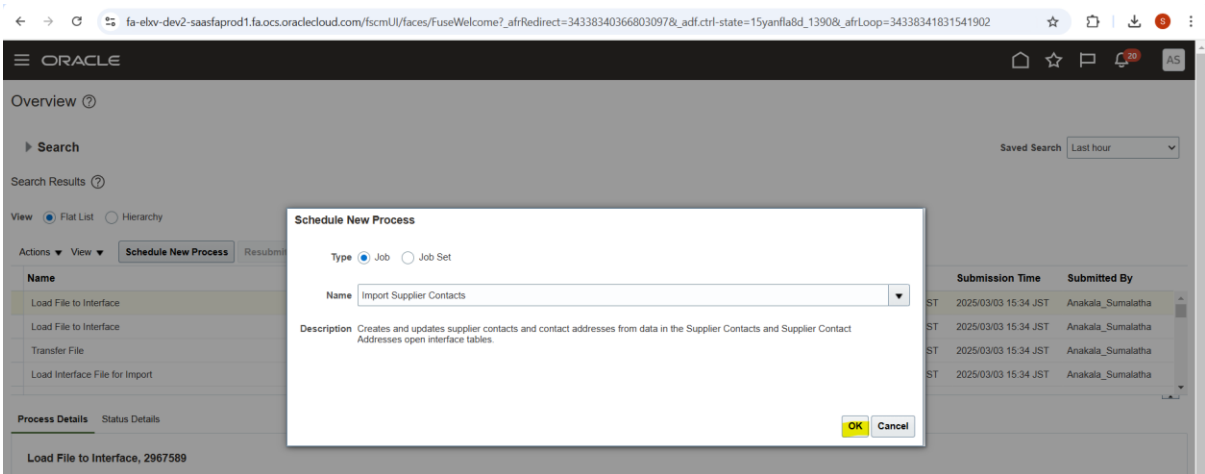 fa-elxv-dev2-saasfaprod1.fa.ocs.oraclecloud.com/fscmUI/faces/FuseWelcome?_afrRedirect=34338340366803097&_adf.ctrl-state=15yanfla8d_1390&_afrLoop=34338341831541902
S
ORACLE
20
AS
Overview
Search
Saved Search Last hour
Search Results
View Flat List Hierarchy
Schedule New Process
Type Job Job Set
Actions View Schedule New Process Resubmit
Name Submission Time Submitted By
Name Import Supplier Contacts
Load File to Interface ST 2025/03/03 15:34 JST Anakala_Sumalatha
Description Creates and updates supplier contacts and contact addresses from data in the Supplier Contacts and Supplier Contact
Addresses open interface tables.
Load File to Interface ST 2025/03/03 15:34 JST Anakala_Sumalatha
Transfer File ST 2025/03/03 15:34 JST Anakala_Sumalatha
Load Interface File for Import ST 2025/03/03 15:34 JST Anakala_Sumalatha
Process Details Status Details
OK Cancel
Load File to Interface, 2967589